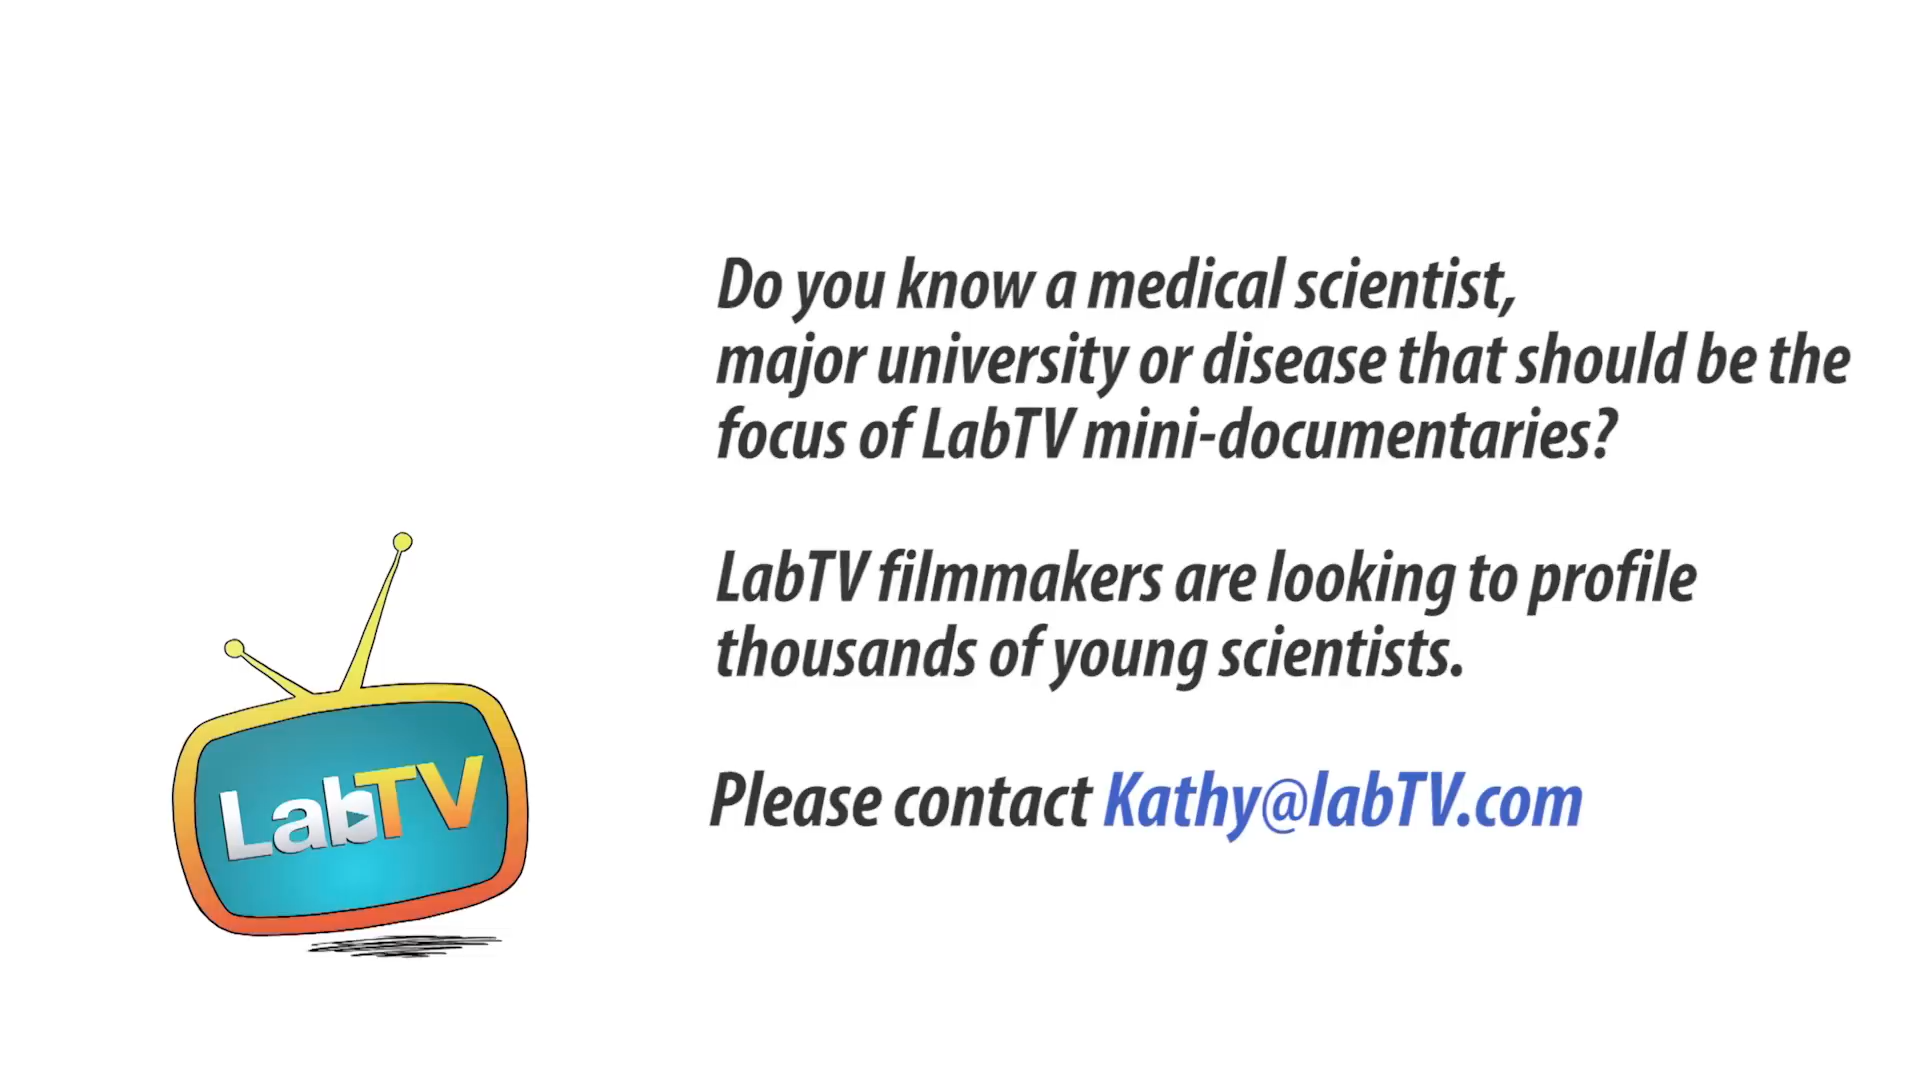 Do you know a medical scientist,
major university or disease that should be the
focus of LabTV mini-documentaries?
LabTV filmmakers are looking to profile
thousands of young scientists.
Please contact Kathy@labTV.com
LabTV